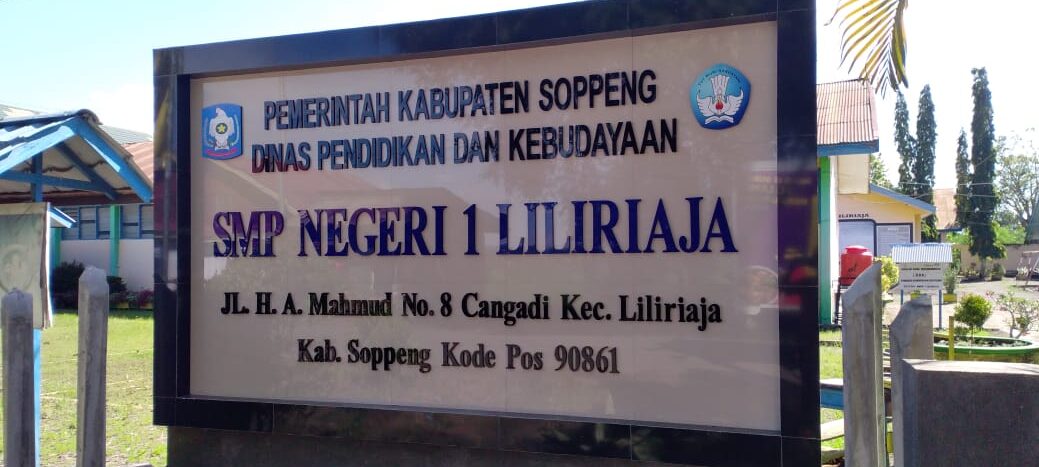 PEMERINTAH KABUPATEN SOPPENG
DINAS PENDIDIKAN DAN KEBUDAYAAN
SMP NEGERI 1 LILIRIAJA
JL. H. A. Mahmud No. 8 Cangadi Kec. Liliriaja
Kab. Soppeng Kode Pos 90861
ILIRIAJA